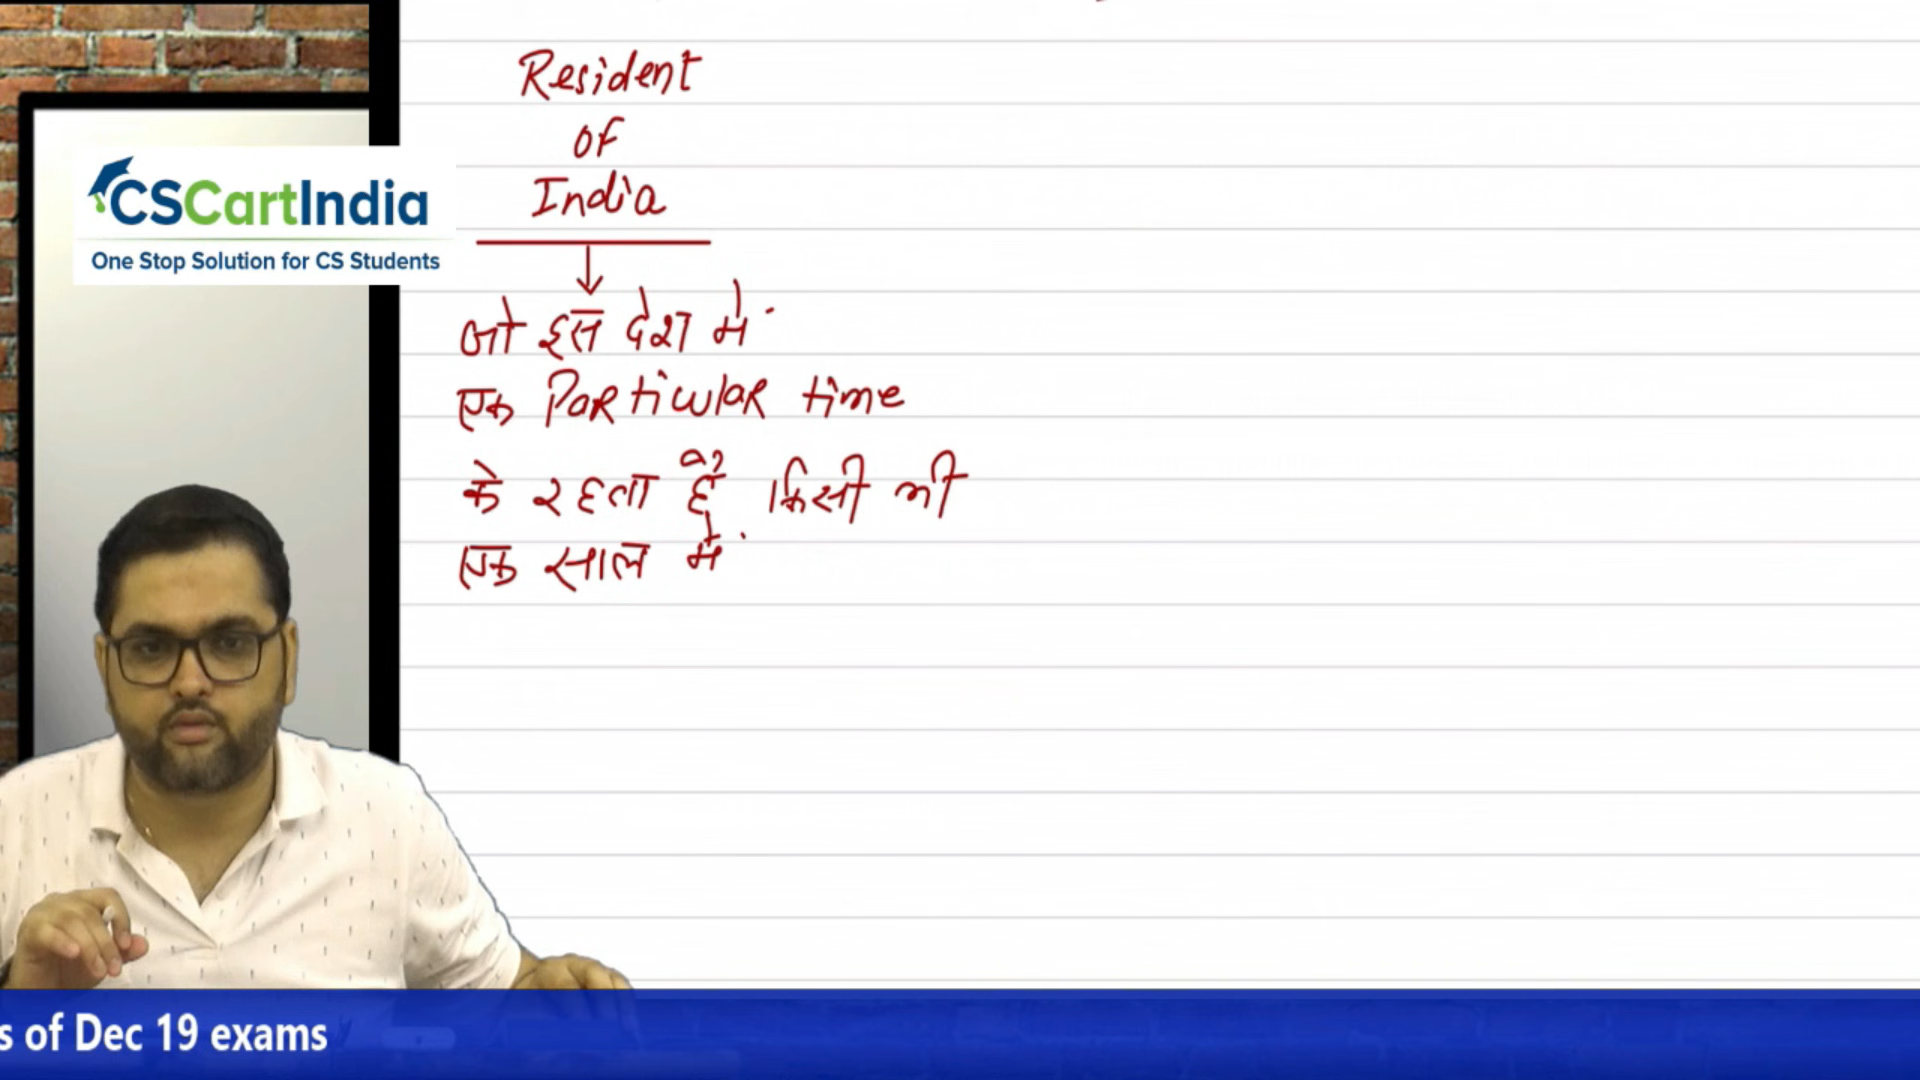 Resident
of
India
CSCartIndia
One Stop Solution for CS Students
जो इस देश में
एक Particular time
के रहता है किसी भी
एक साल में
s of Dec 19 exams